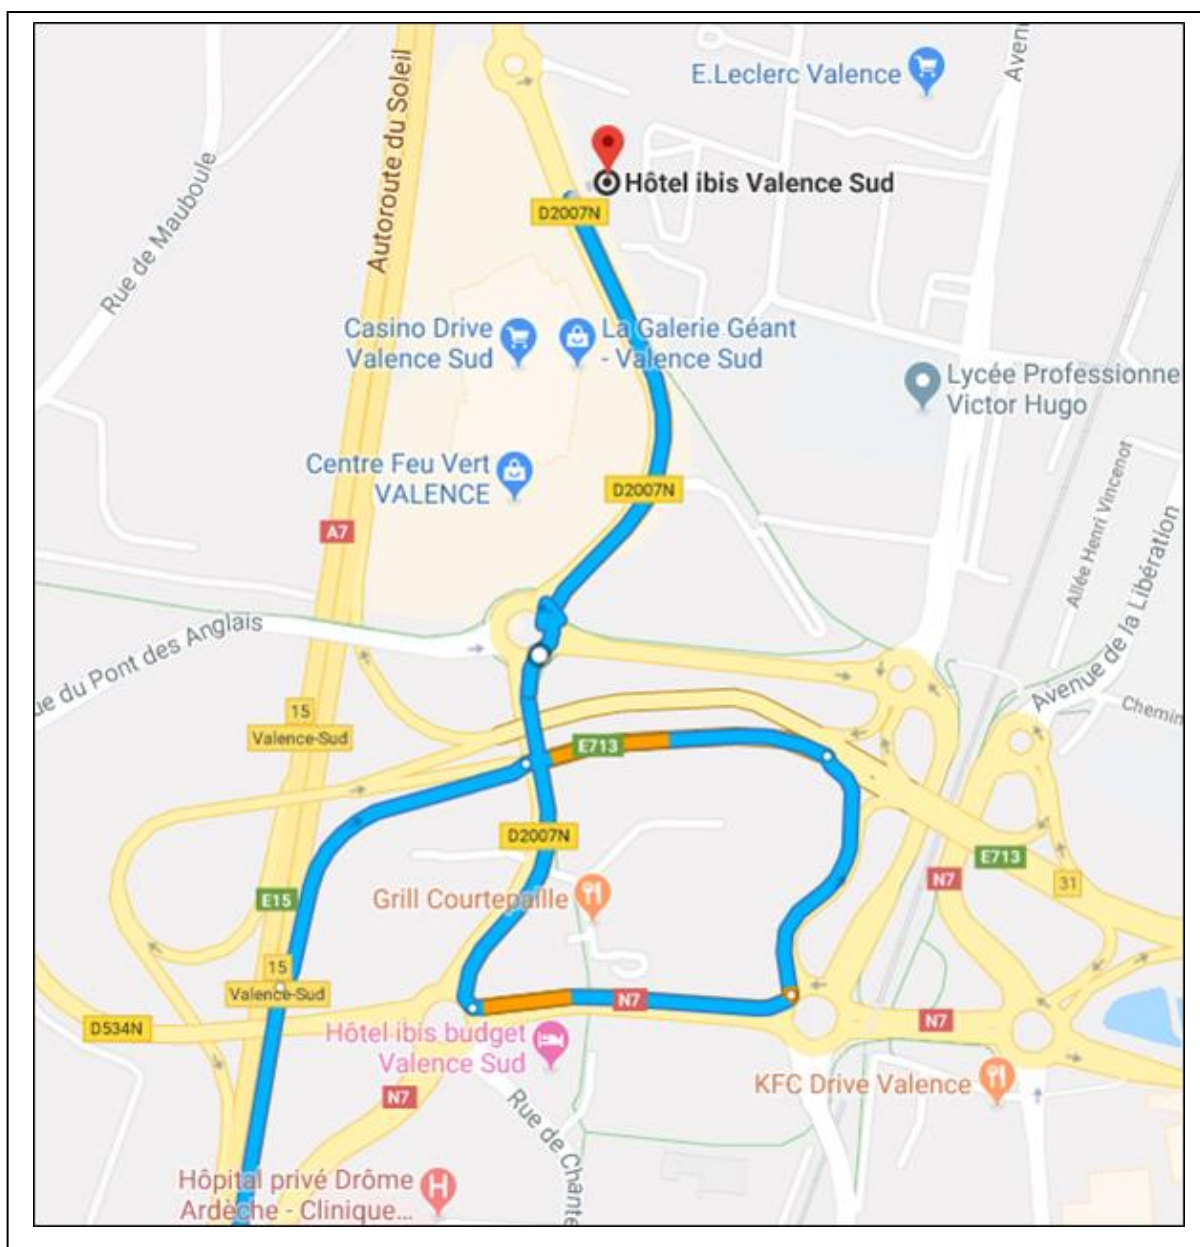 E.Leclerc Valence
Aven
Autoroute du Soleil
Rue de Mauboule
Hôtel ibis Valence Sud
D2007N
Casino Drive
Valence Sud
La Galerie Géant
- Valence Sud
Lycée Professionne
Victor Hugo
Centre Feu Vert
VALENCE
D2007N
A7
Allée Henri Vincenot
Avenue de la Libération
ue du Pont des Anglais
Chemin
15
Valence-Sud
E713
D2007N
E713
N7
31
E15
Grill Courtepaille
15
Valence-Sud
N7
N7
D534N
Hôtel ibis budget
Valence Sud
KFC Drive Valence
N7
Rue de Chante
Hôpital privé Drôme
Ardèche - Clinique...
H